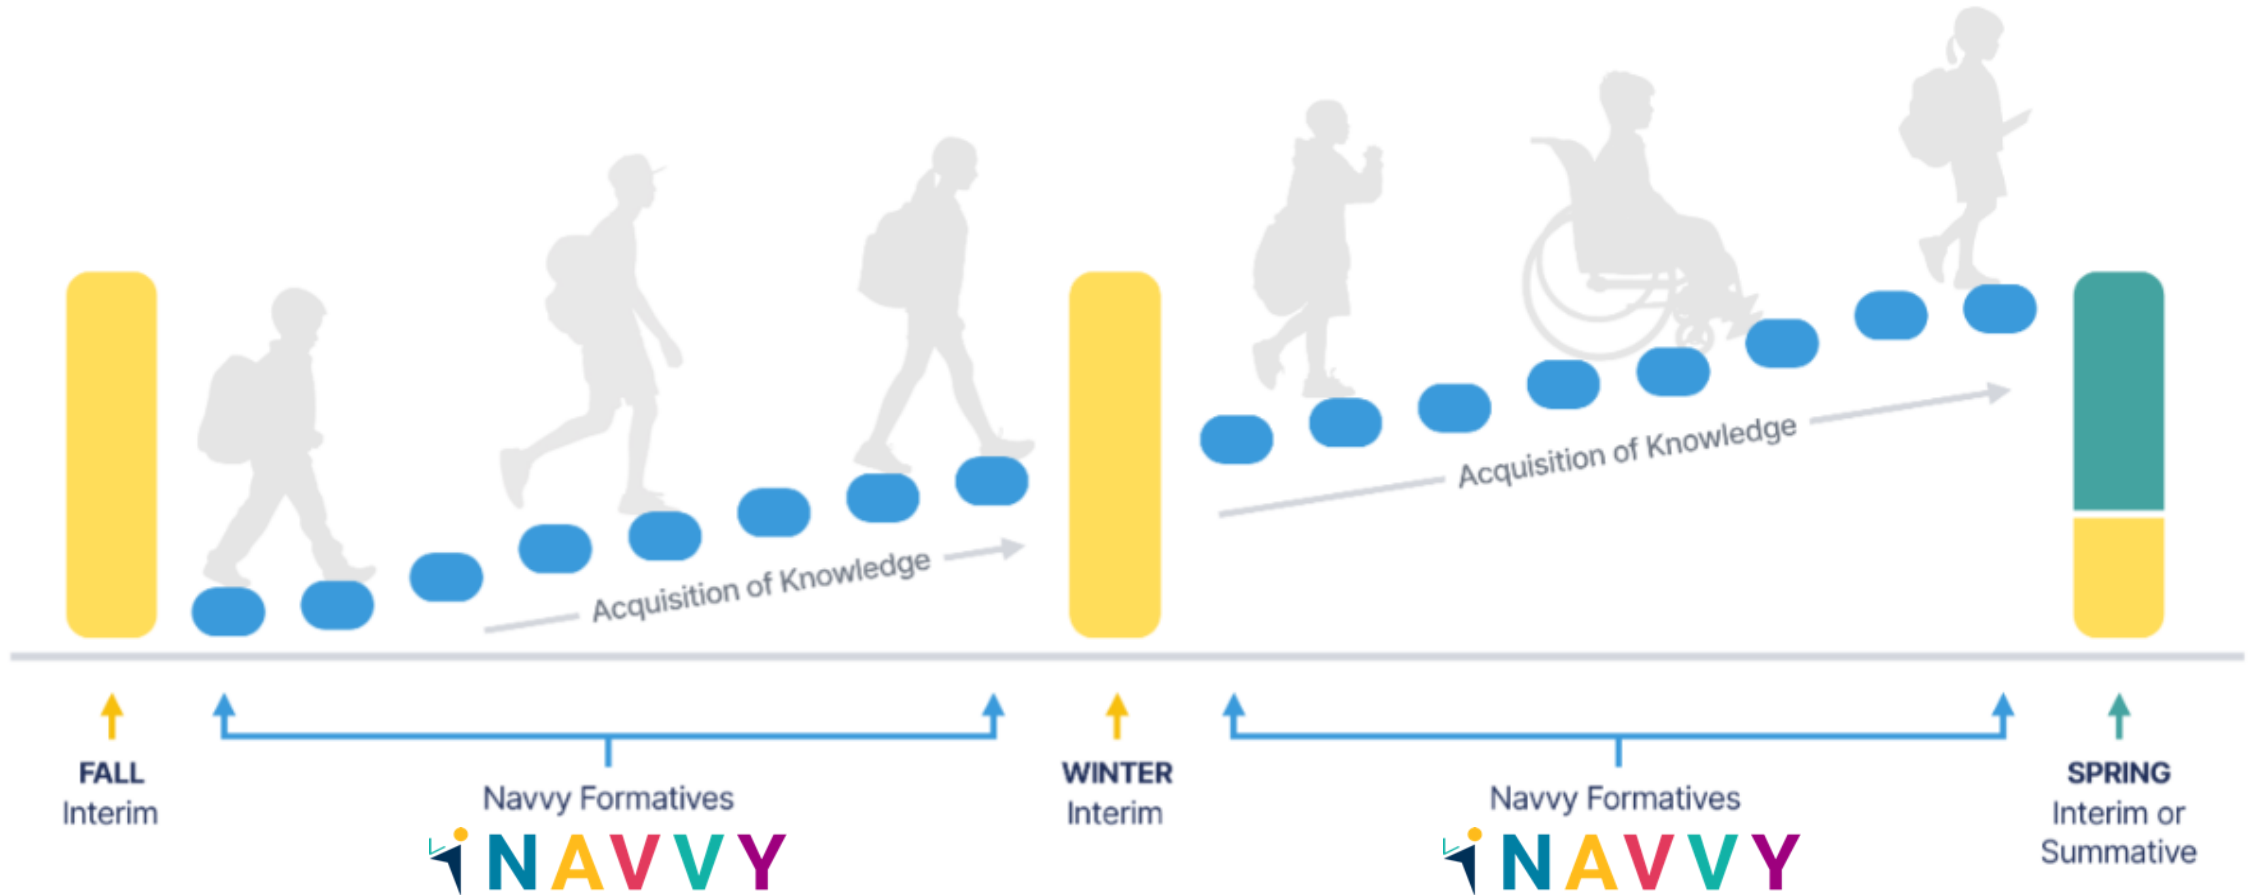 Acquisition of Knowledge
Acquisition of Knowledge
FALL
Interim
Navvy Formatives
NAVVY
WINTER
Interim
Navvy Formatives
NAVVY
SPRING
Interim or
Summative